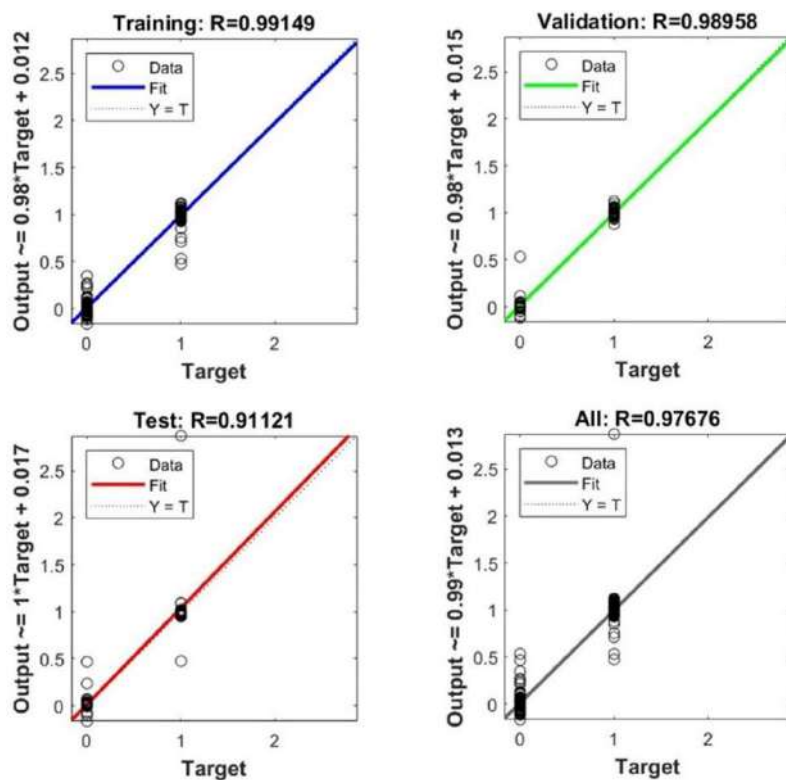 Training: R=0.99149
Output ~= 0.98*Target + 0.012
2.5
2
1.5
1
0.5
0
Data
Fit
Y = T
0 1 2
Target
Validation: R=0.98958
Output ~= 0.98*Target + 0.015
2.5
2
1.5
1
0.5
0
Data
Fit
Y = T
0 1 2
Target
Test: R=0.91121
Output ~= 1*Target + 0.017
2.5
2
1.5
1
0.5
0
Data
Fit
Y = T
0 1 2
Target
All: R=0.97676
Output ~= 0.99*Target + 0.013
2.5
2
1.5
1
0.5
0
Data
Fit
Y = T
0 1 2
Target